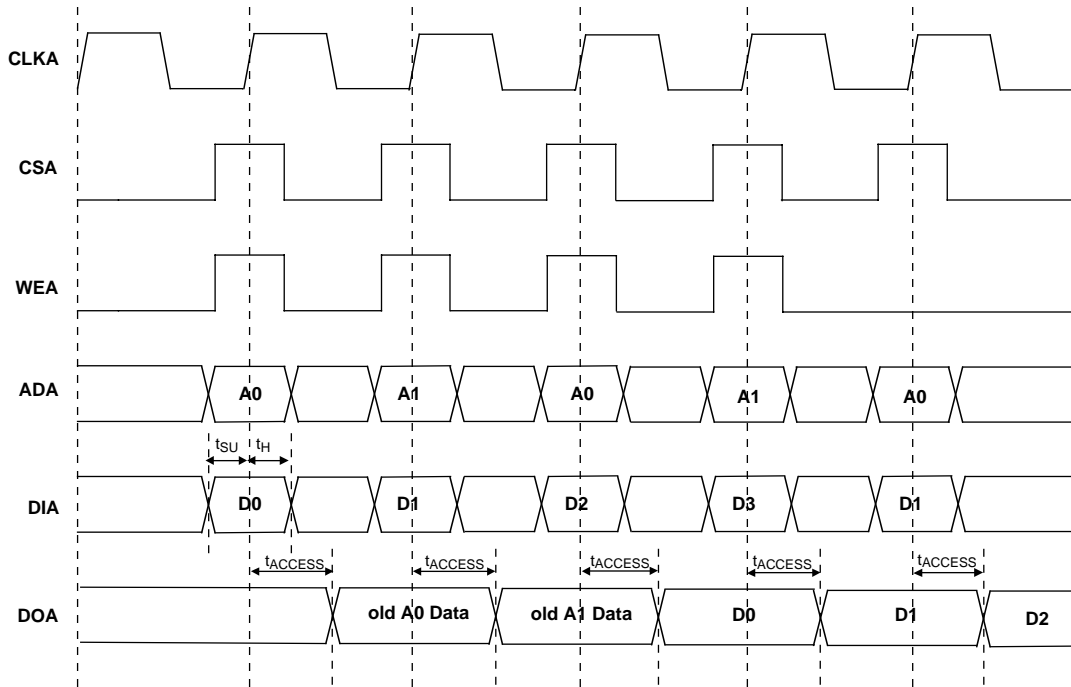 CLKA
CSA
WEA
ADA A0 A1 A0 A1 A0
tSU tH
DIA D0 D1 D2 D3 D1
tACCESS tACCESS tACCESS tACCESS tACCESS
DOA old A0 Data old A1 Data D0 D1 D2